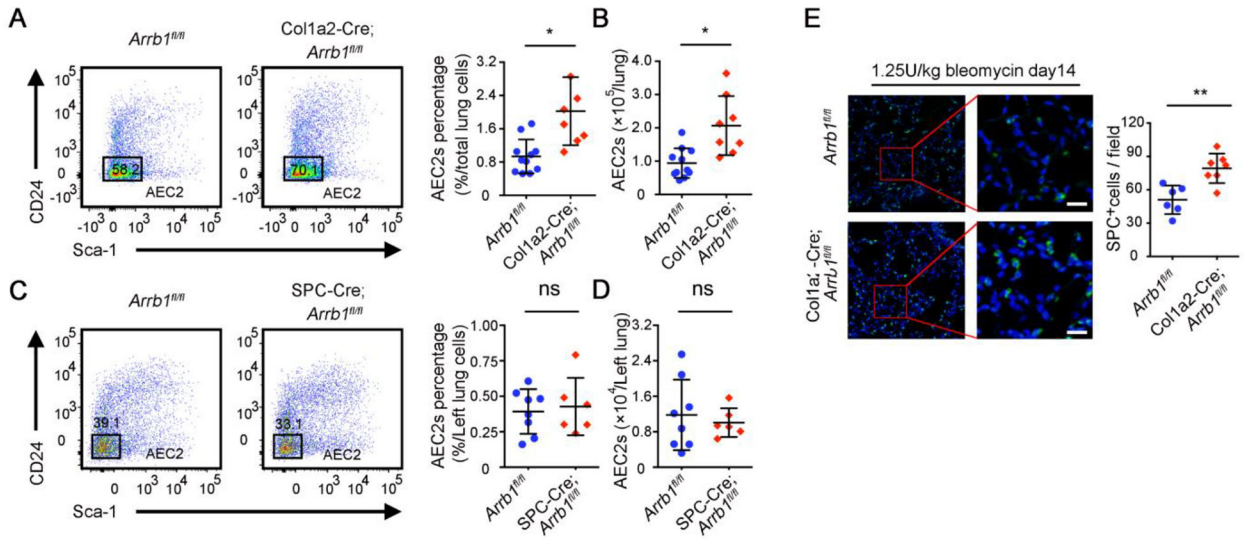 A
Arrb1fl/fl
Col1a2-Cre;
Arrb1fl/fl
CD24
10⁵
10⁴
10³
0
-10³
58.2
AEC2
70.1
AEC2
-10³ 0 10³ 10⁴ 10⁵
-10³ 0 10³ 10⁴ 10⁵
Sca-1
*
AEC2s percentage
(%/total lung cells)
3.2
2.4
1.6
0.8
0
Arrb1fl/fl
Col1a2-Cre;
Arrb1fl/fl
B
*
AEC2s (×10⁵/lung)
4.0
3.0
2.0
1.0
0
Arrb1fl/fl
Col1a2-Cre;
Arrb1fl/fl
C
Arrb1fl/fl
SPC-Cre;
Arrb1fl/fl
CD24
10⁵
10⁴
10³
0
39.1
AEC2
33.1
AEC2
0 10³ 10⁴ 10⁵
0 10³ 10⁴ 10⁵
Sca-1
ns
AEC2s percentage
(%/Left lung cells)
1.00
0.75
0.50
0.25
0
Arrb1fl/fl
SPC-Cre;
Arrb1fl/fl
D
ns
AEC2s (×10⁴/Left lung)
3.2
2.4
1.6
0.8
0
Arrb1fl/fl
SPC-Cre;
Arrb1fl/fl
E
1.25U/kg bleomycin day14
Arrb1fl/fl
-Cre;
Arrb1fl/fl
**
SPC⁺cells / field
120
90
60
30
0
Arrb1fl/fl
Col1a2-Cre;
Arrb1fl/fl